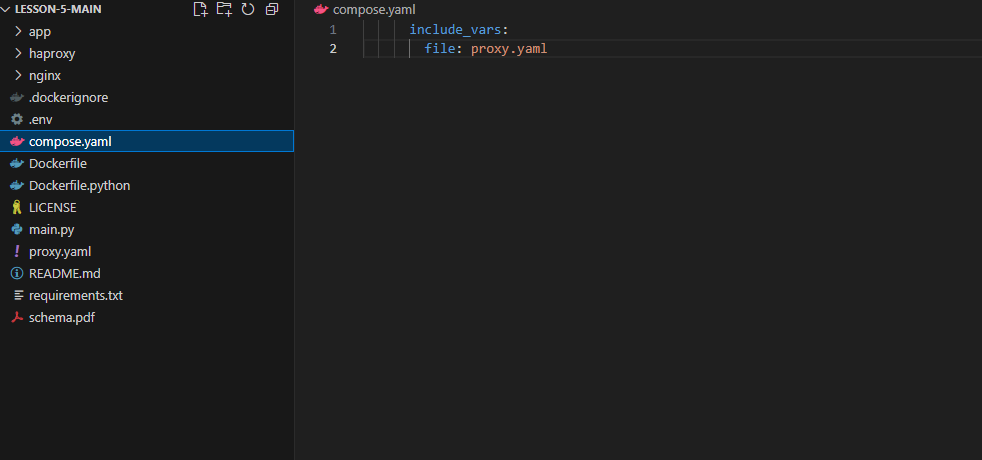 LESSON-5-MAIN
app
haproxy
nginx
.dockerignore
.env
compose.yaml
Dockerfile
Dockerfile.python
LICENSE
main.py
proxy.yaml
README.md
requirements.txt
schema.pdf
compose.yaml
1 include_vars:
2 file: proxy.yaml